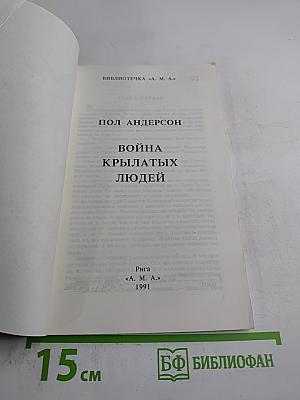 БИБЛИОТЕЧКА «А. М. А.»
ПОЛ АНДЕРСОН
ВОЙНА
КРЫЛАТЫХ
ЛЮДЕЙ
Рига
«А. М. А.»
1991
15 см
БФ БИБЛИОФАН